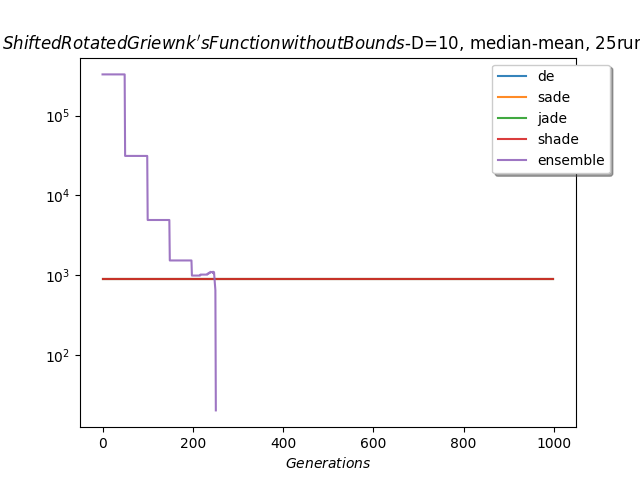 ShiftedRotatedGriewnk'sFunctionwithoutBounds-D=10, median-mean, 25run
de
sade
jade
shade
ensemble
10^5
10^4
10^3
10^2
0 200 400 600 800 1000
Generations